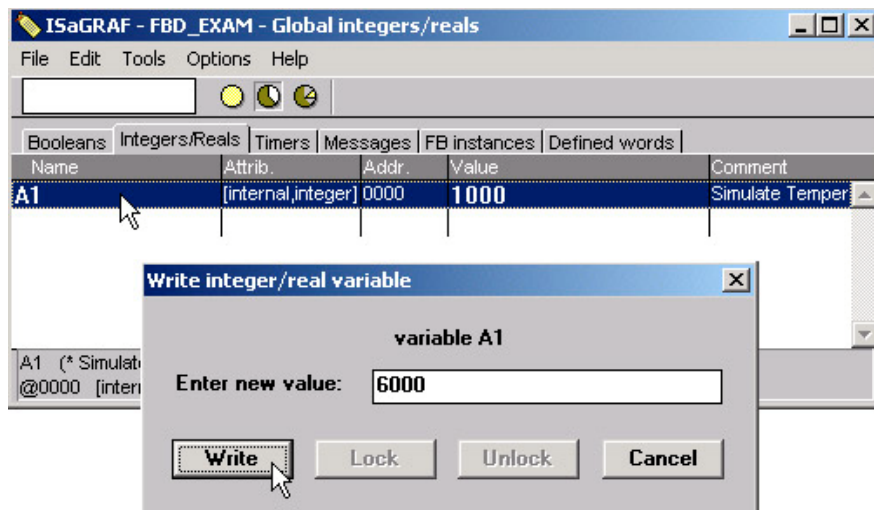 ISaGRAF - FBD_EXAM - Global integers/reals
File Edit Tools Options Help
Booleans Integers/Reals Timers Messages FB instances Defined words
Name Attrib. Addr. Value Comment
A1 [internal,integer] 0000 1000 Simulate Temper
Write integer/real variable
variable A1
A1 (* Simulat
@0000 [interr
Enter new value: 6000
Write Lock Unlock Cancel